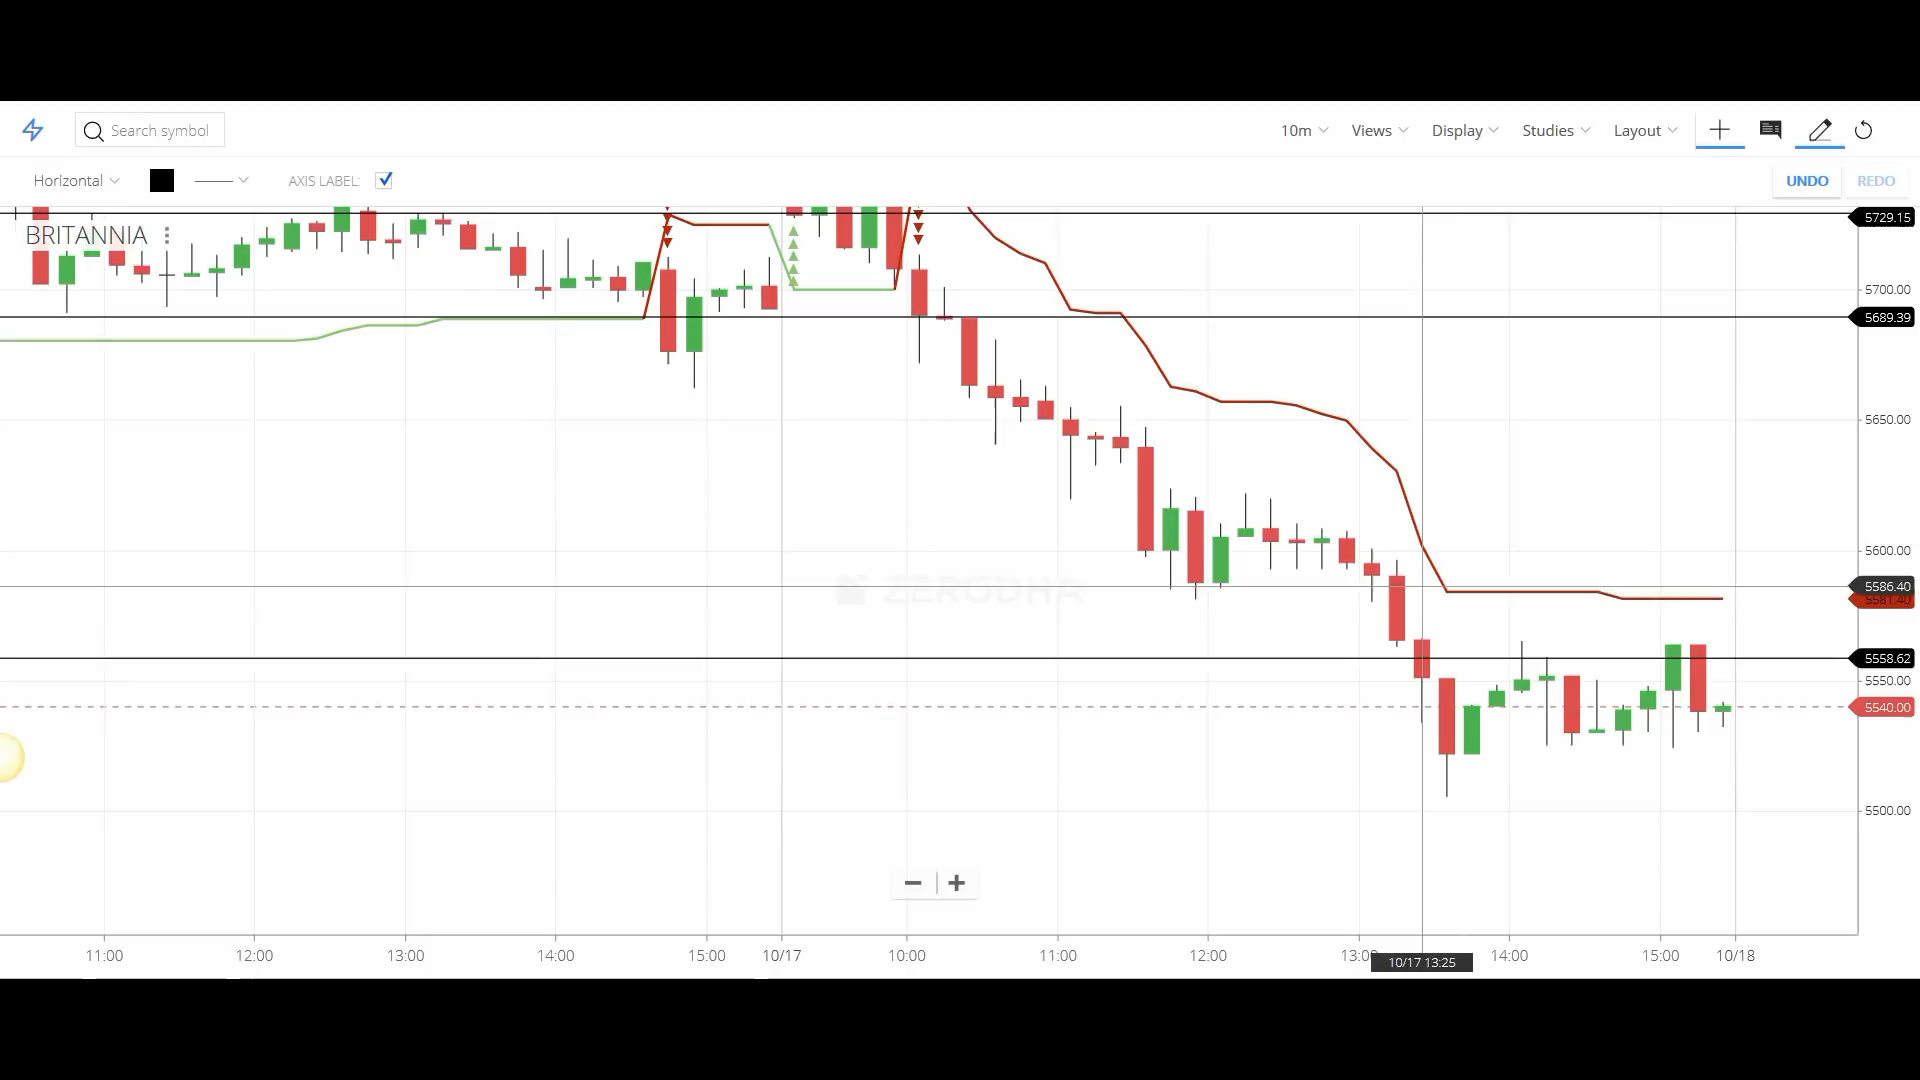 Search symbol
10m Views Display Studies Layout
Horizontal AXIS LABEL: UNDO REDO
5729.15
BRITANNIA
5700.00
5689.39
5650.00
5600.00
ZERODHA
5586.40
5581.40
5558.62
5550.00
5540.00
5500.00
11:00 12:00 13:00 14:00 15:00 10/17 10:00 11:00 12:00 13:00 14:00 15:00 10/18
10/17 13:25